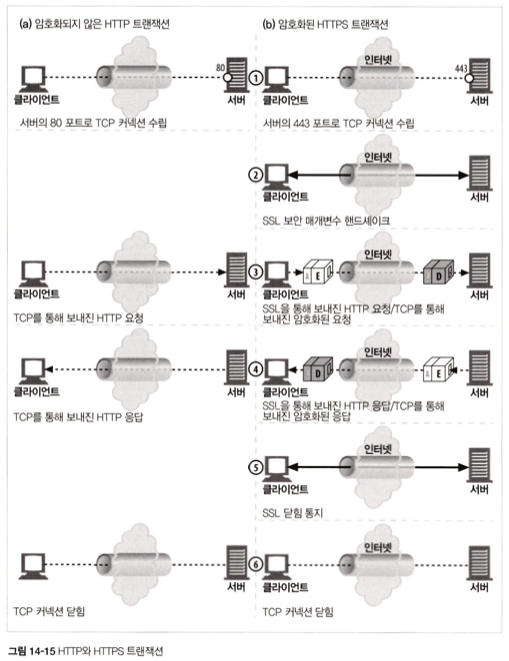 (a) 암호화되지 않은 HTTP 트랜잭션
(b) 암호화된 HTTPS 트랜잭션
80
클라이언트
서버
서버의 80 포트로 TCP 커넥션 수립
①
인터넷
443
클라이언트
서버
서버의 443 포트로 TCP 커넥션 수립
②
인터넷
클라이언트
서버
SSL 보안 매개변수 핸드셰이크
클라이언트
서버
TCP를 통해 보내진 HTTP 요청
③
인터넷
E
D
클라이언트
서버
SSL을 통해 보내진 HTTP 요청/TCP를 통해
보내진 암호화된 요청
클라이언트
서버
TCP를 통해 보내진 HTTP 응답
④
인터넷
D
E
클라이언트
서버
SSL을 통해 보내진 HTTP 응답/TCP를 통해
보내진 암호화된 응답
⑤
인터넷
클라이언트
서버
SSL 닫힘 통지
클라이언트
서버
TCP 커넥션 닫힘
⑥
인터넷
클라이언트
서버
TCP 커넥션 닫힘
그림 14-15 HTTP와 HTTPS 트랜잭션